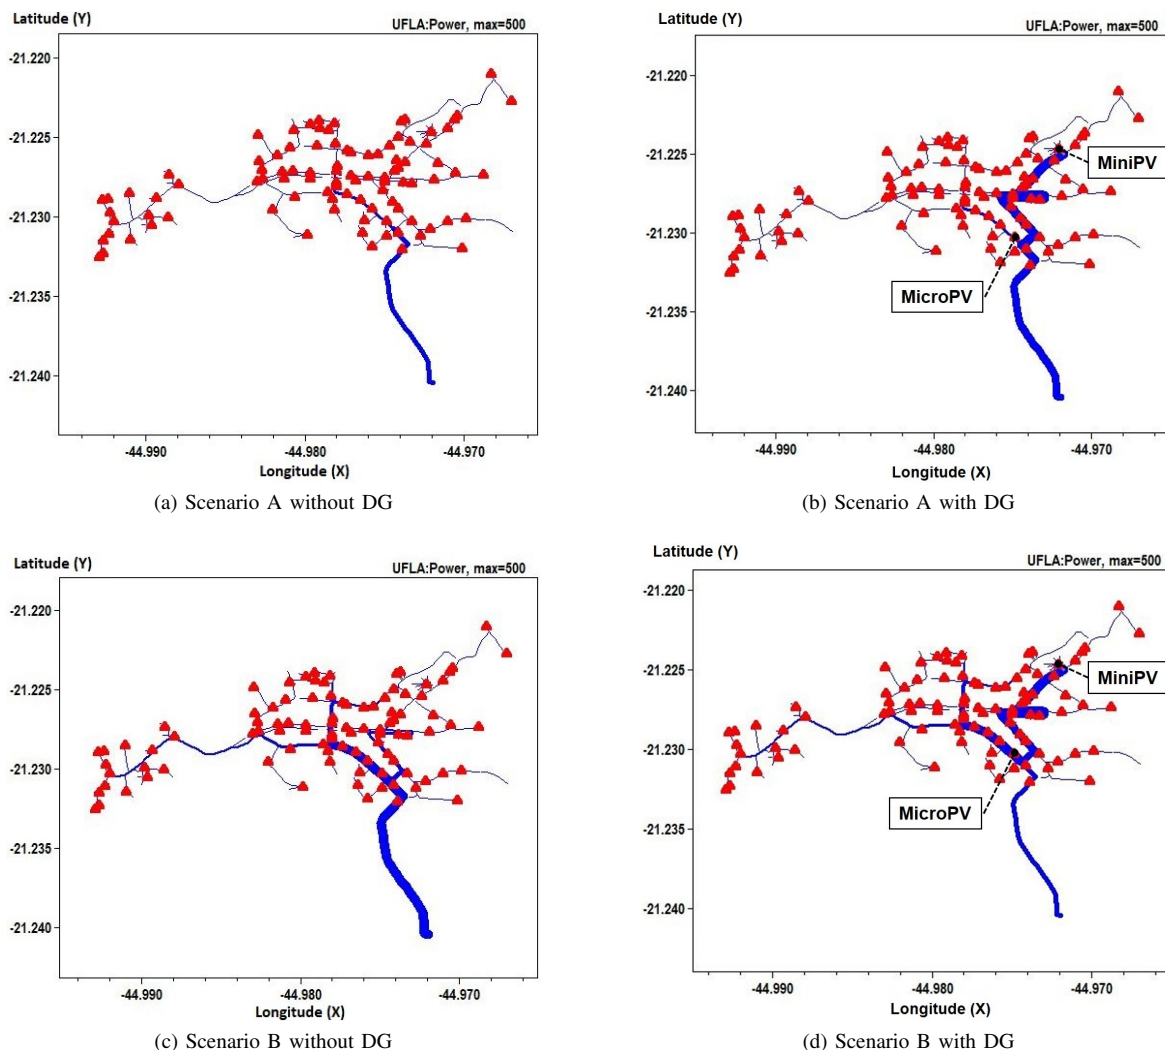 Latitude (Y)
UFLA:Power, max=500
-21.220
-21.225
-21.230
-21.235
-21.240
-44.990
-44.980
-44.970
Longitude (X)
(a) Scenario A without DG
Latitude (Y)
UFLA:Power, max=500
-21.220
-21.225
-21.230
-21.235
-21.240
MiniPV
MicroPV
-44.990
-44.980
-44.970
Longitude (X)
(b) Scenario A with DG
Latitude (Y)
UFLA:Power, max=500
-21.220
-21.225
-21.230
-21.235
-21.240
-44.990
-44.980
-44.970
Longitude (X)
(c) Scenario B without DG
Latitude (Y)
UFLA:Power, max=500
-21.220
-21.225
-21.230
-21.235
-21.240
MiniPV
MicroPV
-44.990
-44.980
-44.970
Longitude (X)
(d) Scenario B with DG